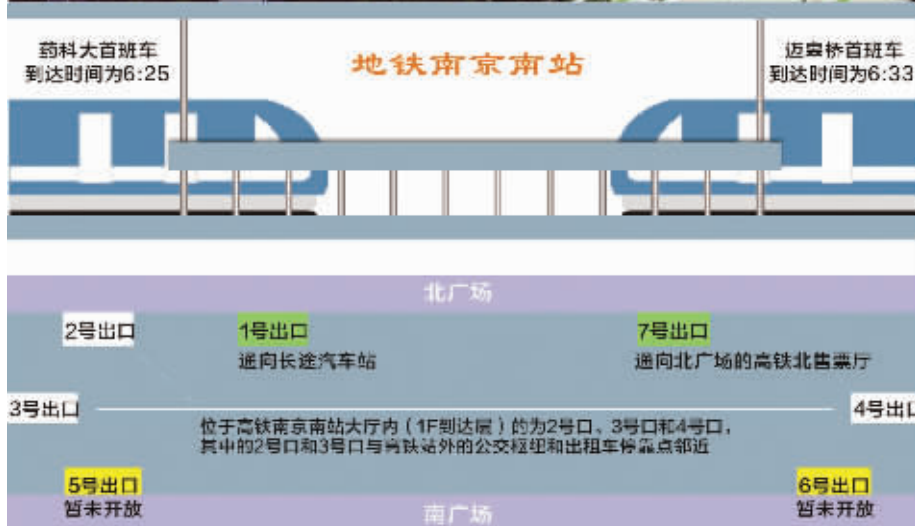 药科大首班车
到达时间为6:25
地铁南京南站
迈皋桥首班车
到达时间为6:33
北广场
2号出口
1号出口
通向长途汽车站
7号出口
通向北广场的高铁北售票厅
3号出口
4号出口
位于高铁南京南站大厅内（1F到达层）的为2号口、3号口和4号口，
其中的2号口和3号口与高铁站外的公交枢纽和出租车停靠点邻近
5号出口
暂未开放
6号出口
暂未开放
南广场